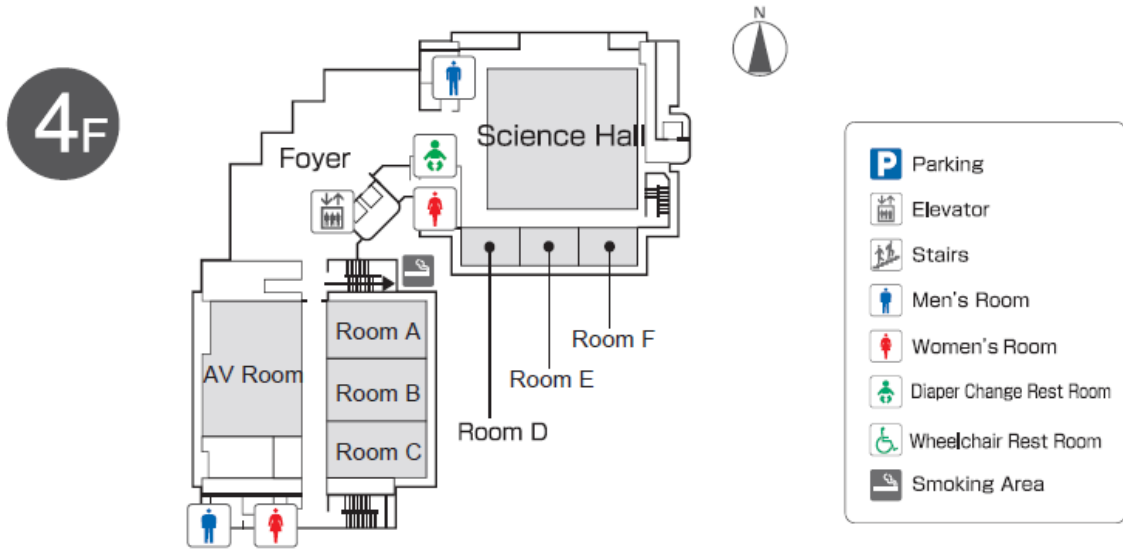 N
4F
Science Hall
Foyer
Room A
Room F
AV Room
Room E
Room B
Room D
Room C
P Parking
Elevator
Stairs
Men's Room
Women's Room
Diaper Change Rest Room
Wheelchair Rest Room
Smoking Area